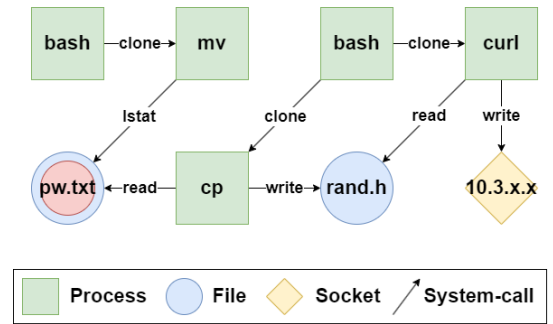 bash clone mv bash clone curl
lstat clone read write
pw.txt read cp write rand.h 10.3.x.x
Process File Socket System-call